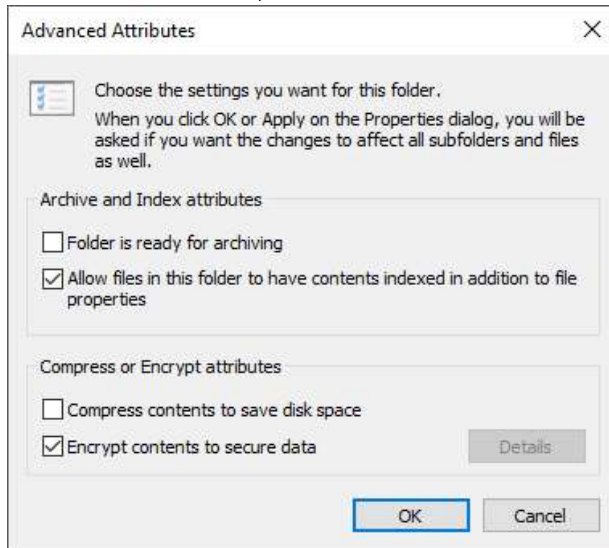 Advanced Attributes
Choose the settings you want for this folder.
When you click OK or Apply on the Properties dialog, you will be
asked if you want the changes to affect all subfolders and files
as well.
Archive and Index attributes
Folder is ready for archiving
Allow files in this folder to have contents indexed in addition to file
properties
Compress or Encrypt attributes
Compress contents to save disk space
Encrypt contents to secure data
Details
OK
Cancel